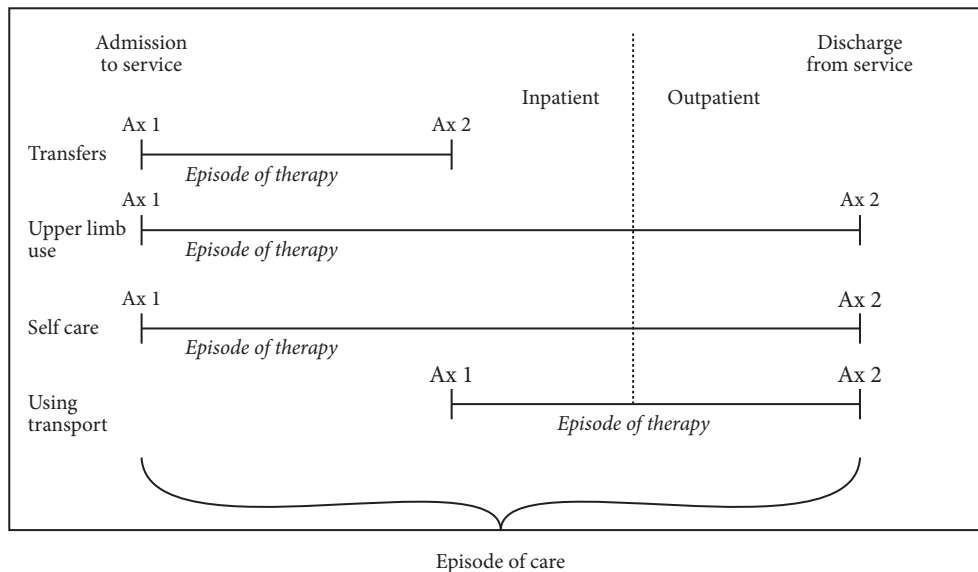 Admission
to service
Discharge
from service
Inpatient
Outpatient
Ax 1
Ax 2
Transfers
Episode of therapy
Ax 1
Ax 2
Upper limb
use
Episode of therapy
Ax 1
Ax 2
Self care
Episode of therapy
Ax 1
Ax 2
Using
transport
Episode of therapy
Episode of care